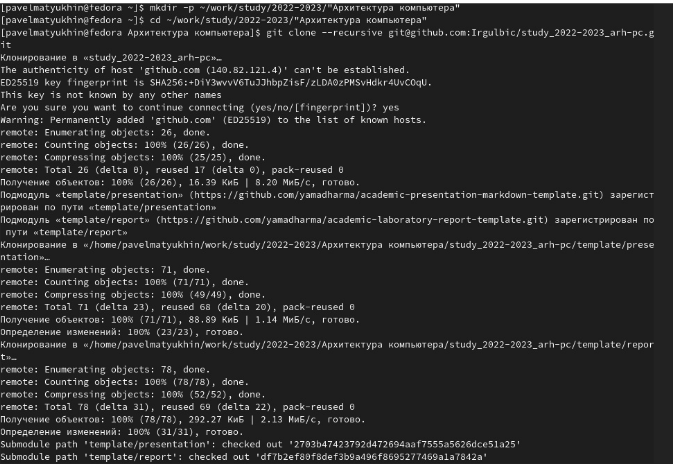 [pavelmatyukhin@fedora ~]$ mkdir -p ~/work/study/2022-2023/"Архитектура компьютера"
[pavelmatyukhin@fedora ~]$ cd ~/work/study/2022-2023/"Архитектура компьютера"
[pavelmatyukhin@fedora Архитектура компьютера]$ git clone --recursive git@github.com:Irgulbic/study_2022-2023_arh-pc.g
it
Клонирование в «study_2022-2023_arh-pc»…
The authenticity of host 'github.com (140.82.121.4)' can't be established.
ED25519 key fingerprint is SHA256:+DiY3wvvV6TuJJhbpZisF/zLDA0zPMSvHdkr4UvCOqU.
This key is not known by any other names
Are you sure you want to continue connecting (yes/no/[fingerprint])? yes
Warning: Permanently added 'github.com' (ED25519) to the list of known hosts.
remote: Enumerating objects: 26, done.
remote: Counting objects: 100% (26/26), done.
remote: Compressing objects: 100% (25/25), done.
remote: Total 26 (delta 0), reused 17 (delta 0), pack-reused 0
Получение объектов: 100% (26/26), 16.39 КиБ | 8.20 МиБ/с, готово.
Подмодуль «template/presentation» (https://github.com/yamadharma/academic-presentation-markdown-template.git) зарегист
рирован по пути «template/presentation»
Подмодуль «template/report» (https://github.com/yamadharma/academic-laboratory-report-template.git) зарегистрирован по
 пути «template/report»
Клонирование в «/home/pavelmatyukhin/work/study/2022-2023/Архитектура компьютера/study_2022-2023_arh-pc/template/prese
ntation»…
remote: Enumerating objects: 71, done.
remote: Counting objects: 100% (71/71), done.
remote: Compressing objects: 100% (49/49), done.
remote: Total 71 (delta 23), reused 68 (delta 20), pack-reused 0
Получение объектов: 100% (71/71), 88.89 КиБ | 1.14 МиБ/с, готово.
Определение изменений: 100% (23/23), готово.
Клонирование в «/home/pavelmatyukhin/work/study/2022-2023/Архитектура компьютера/study_2022-2023_arh-pc/template/repor
t»…
remote: Enumerating objects: 78, done.
remote: Counting objects: 100% (78/78), done.
remote: Compressing objects: 100% (52/52), done.
remote: Total 78 (delta 31), reused 69 (delta 22), pack-reused 0
Получение объектов: 100% (78/78), 292.27 КиБ | 2.13 МиБ/с, готово.
Определение изменений: 100% (31/31), готово.
Submodule path 'template/presentation': checked out '2703b47423792d472694aaf7555a5626dce51a25'
Submodule path 'template/report': checked out 'df7b2ef80f8def3b9a496f8695277469a1a7842a'